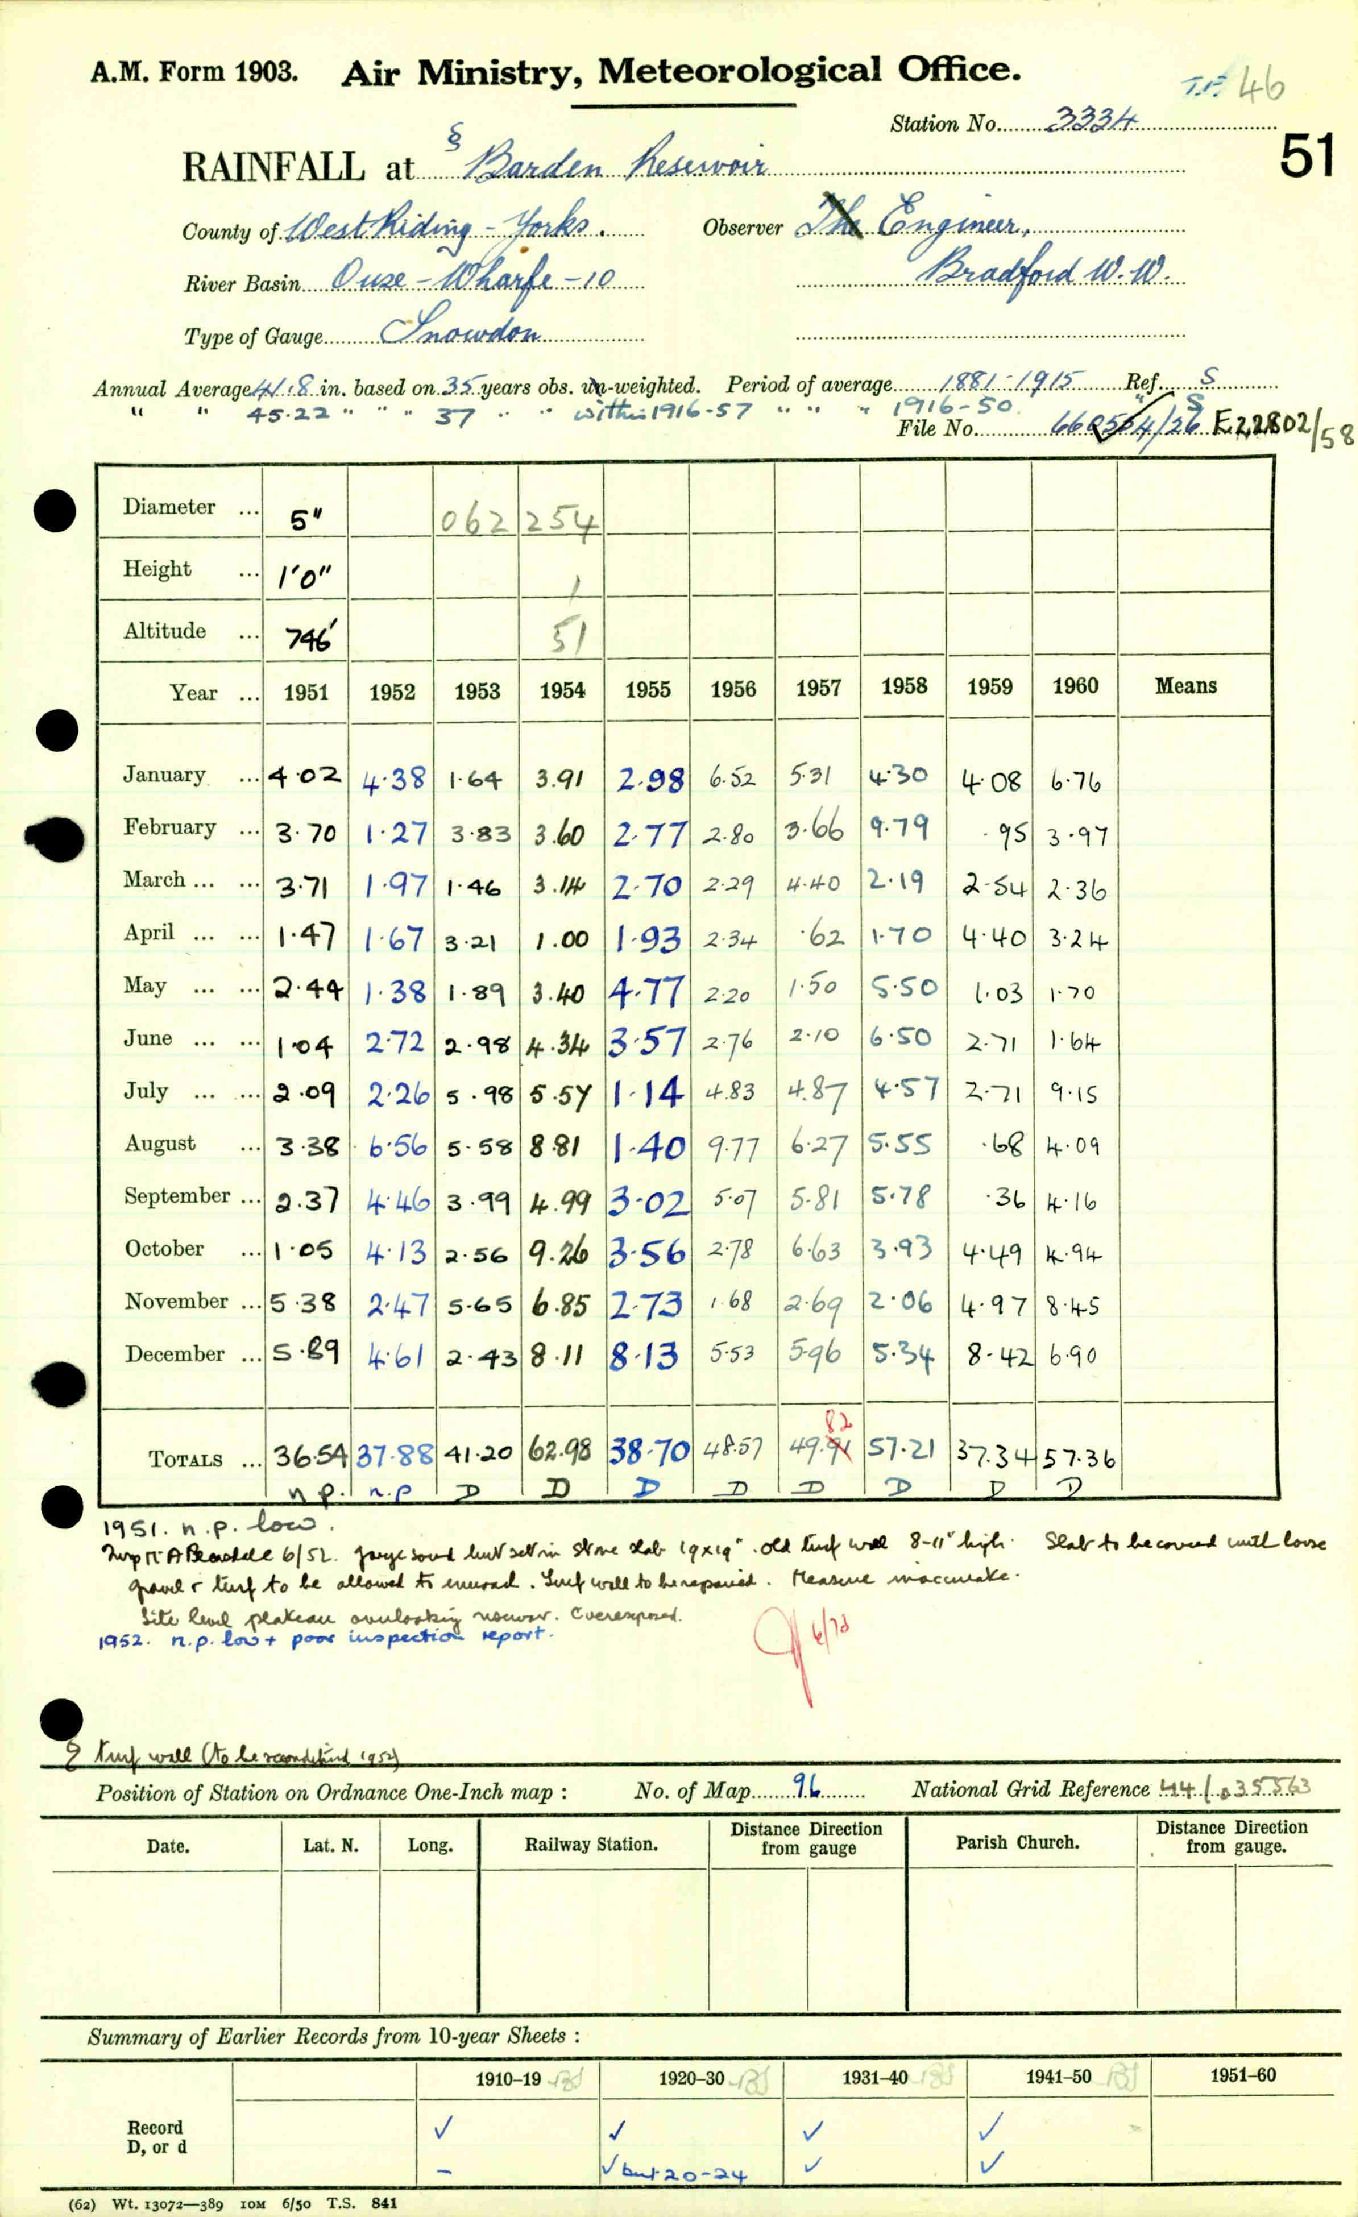 A.M. Form 1903. Air Ministry, Meteorological Office.
T.F. 46
Station No. 3334
51
RAINFALL at § Barden Reservoir
County of West Riding - Yorks. Observer The Engineer,
River Basin Ouse - Wharfe - 10 Bradford W.W.
Type of Gauge Snowdon
Annual Average 41.8 in. based on 35 years obs. un-weighted. Period of average 1881-1915 Ref. S
" " 45.22 " " " 37 " " within 1916-57 " " " 1916-50. " S
File No. 660504/26 E22802/58
Diameter ... 5" 062 254
Height ... 1'0" 1
Altitude ... 746' 51
Year ... 1951 1952 1953 1954 1955 1956 1957 1958 1959 1960 Means
January ... 4.02 4.38 1.64 3.91 2.98 6.52 5.31 4.30 4.08 6.76
February ... 3.70 1.27 3.83 3.60 2.77 2.80 3.66 9.79 .95 3.97
March ... ... 3.71 1.97 1.46 3.14 2.70 2.29 4.40 2.19 2.54 2.36
April ... ... 1.47 1.67 3.21 1.00 1.93 2.34 .62 1.70 4.40 3.24
May ... ... 2.44 1.38 1.89 3.40 4.77 2.20 1.50 5.50 1.03 1.70
June ... ... 1.04 2.72 2.98 4.34 3.57 2.76 2.10 6.50 2.71 1.64
July ... ... 2.09 2.26 5.98 5.57 1.14 4.83 4.87 4.57 2.71 9.15
August ... 3.38 6.56 5.58 8.81 1.40 9.77 6.27 5.55 .68 4.09
September ... 2.37 4.46 3.99 4.99 3.02 5.07 5.81 5.78 .36 4.16
October ... 1.05 4.13 2.56 9.26 3.56 2.78 6.63 3.93 4.49 4.94
November ... 5.38 2.47 5.65 6.85 2.73 1.68 2.69 2.06 4.97 8.45
December ... 5.89 4.61 2.43 8.11 8.13 5.53 5.96 5.34 8.42 6.90
82
TOTALS ... 36.54 37.88 41.20 62.98 38.70 48.57 49.91 57.21 37.34 57.36
n.p. n.p D D D D D D D D
1951. n.p. low.
6/52. gauge sound but set in stone slab 19x19" old turf wall 8-11" high. Slab to be covered with loose
gravel & turf to be allowed to . Turf wall to be repaired. Measure inaccurate.
Site level plateau overlooking reservoir. Overexposed.
1952. n.p. low + poor inspection report.
6/72
§ Turf wall (to be reconditioned 1952)
Position of Station on Ordnance One-Inch map : No. of Map 96 National Grid Reference 44/035563
Date. Lat. N. Long. Railway Station. Distance Direction from gauge Parish Church. Distance Direction from gauge.
Summary of Earlier Records from 10-year Sheets :
1910-19 1920-30 1931-40 1941-50 1951-60
Record ✓ ✓ ✓ ✓
D, or d – ✓ but 20-24 ✓ ✓
(62) Wt. 13072—389 10M 6/50 T.S. 841